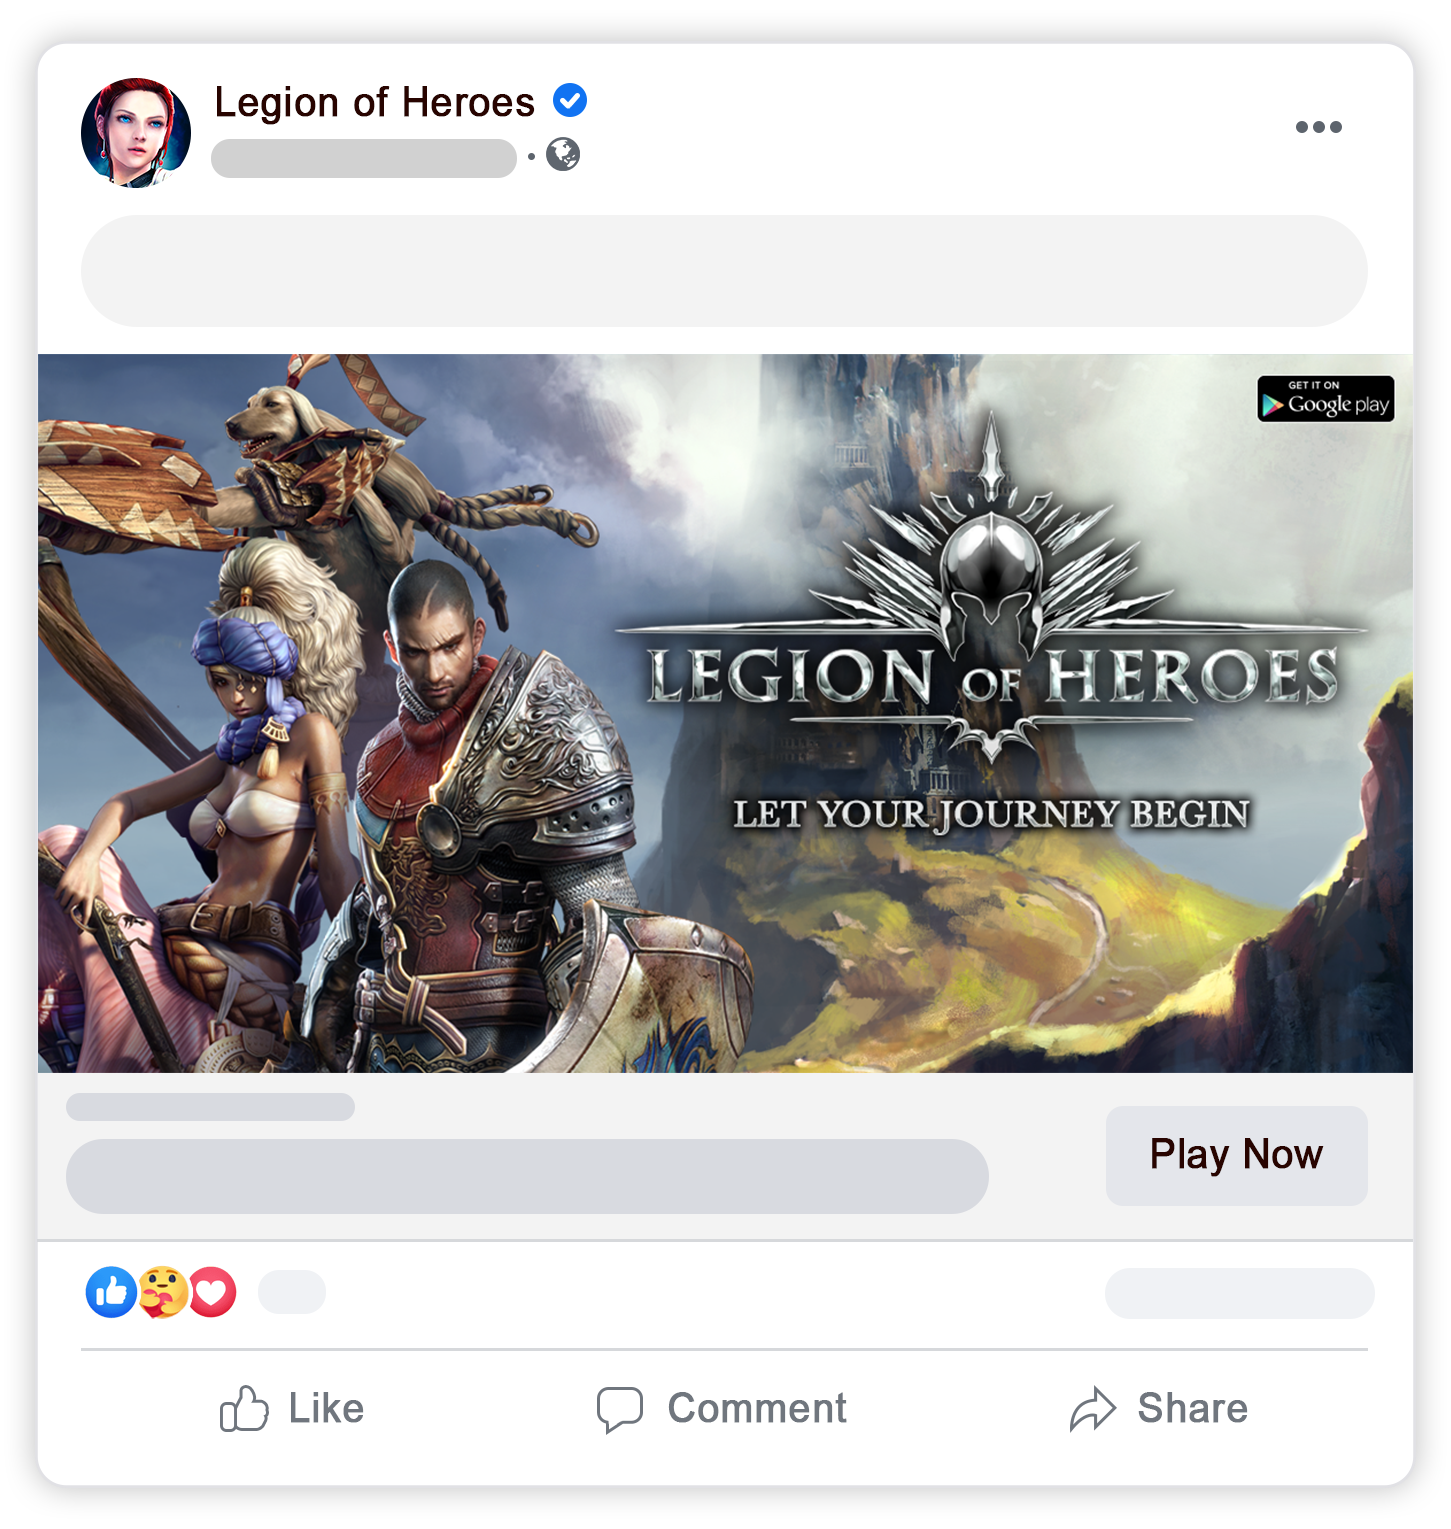 Legion of Heroes
GET IT ON
Google play
LEGION OF HEROES
LET YOUR JOURNEY BEGIN
Play Now
Like
Comment
Share